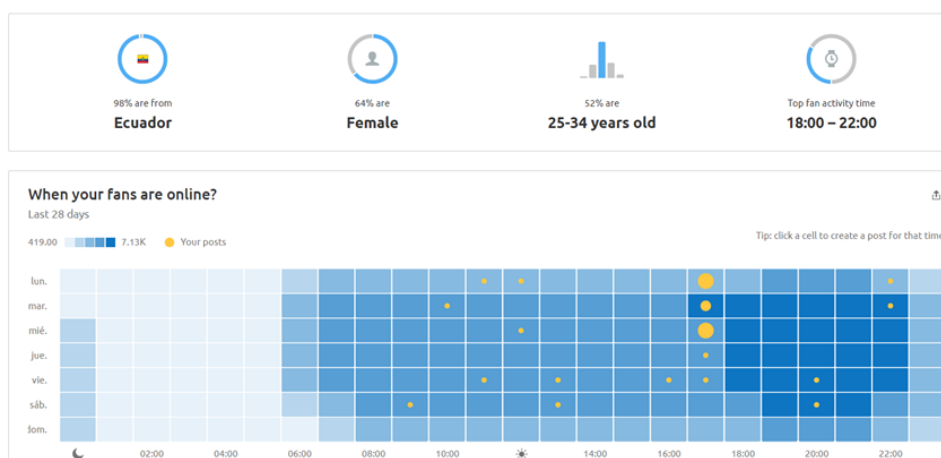 98% are from
Ecuador
64% are
Female
52% are
25-34 years old
Top fan activity time
18:00 – 22:00
When your fans are online?
Last 28 days
419.00
7.13K
Your posts
Tip: click a cell to create a post for that time
lun.
mar.
mié.
jue.
vie.
sáb.
dom.
02:00
04:00
06:00
08:00
10:00
14:00
16:00
18:00
20:00
22:00